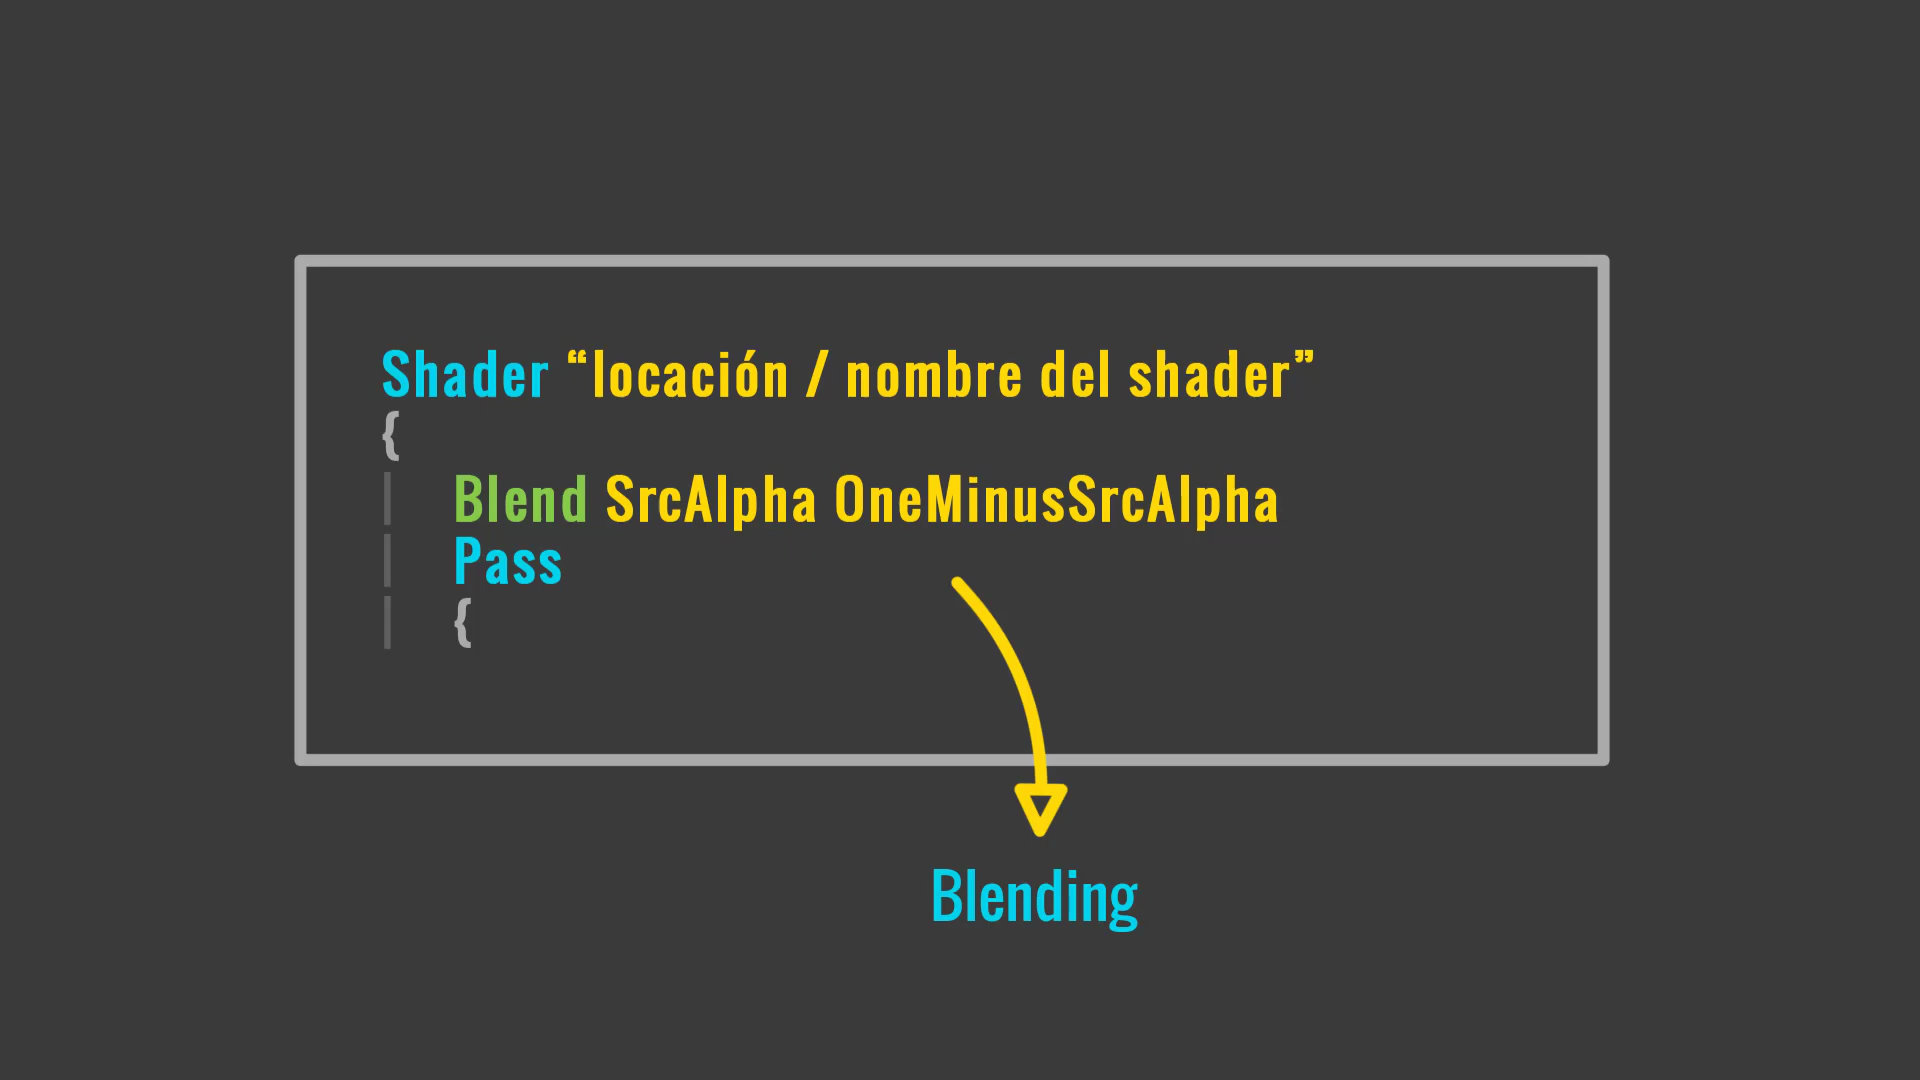 Shader “locación / nombre del shader”
{
Blend SrcAlpha OneMinusSrcAlpha
Pass
{
Blending